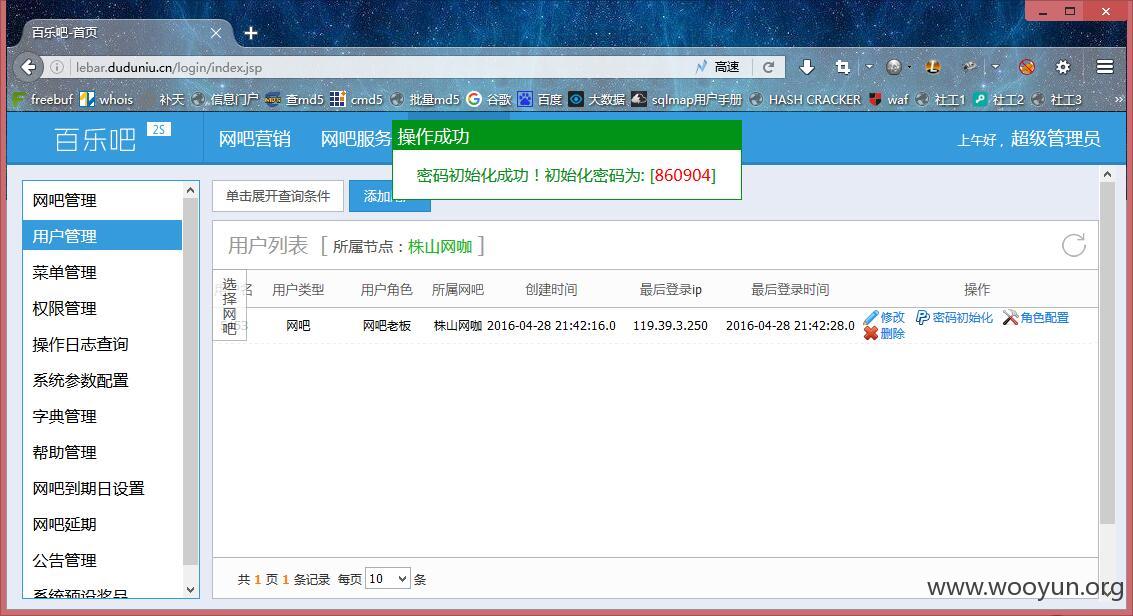 百乐吧-首页
lebar.duduniu.cn/login/index.jsp
高速
freebuf whois 补天 信息门户 查md5 cmd5 批量md5 谷歌 百度 大数据 sqlmap用户手册 HASH CRACKER waf 社工1 社工2 社工3
百乐吧 2S 网吧营销 网吧服务 上午好，超级管理员
操作成功
密码初始化成功！初始化密码为: [860904]
网吧管理
用户管理
菜单管理
权限管理
操作日志查询
系统参数配置
字典管理
帮助管理
网吧到期日设置
网吧延期
公告管理
系统预设奖品
单击展开查询条件 添加
用户列表 [ 所属节点：株山网咖 ]
选择网吧
名 用户类型 用户角色 所属网吧 创建时间 最后登录ip 最后登录时间 操作
网吧 网吧老板 株山网咖 2016-04-28 21:42:16.0 119.39.3.250 2016-04-28 21:42:28.0 修改 密码初始化 角色配置
删除
共 1 页 1 条记录 每页 10 条
www.wooyun.org